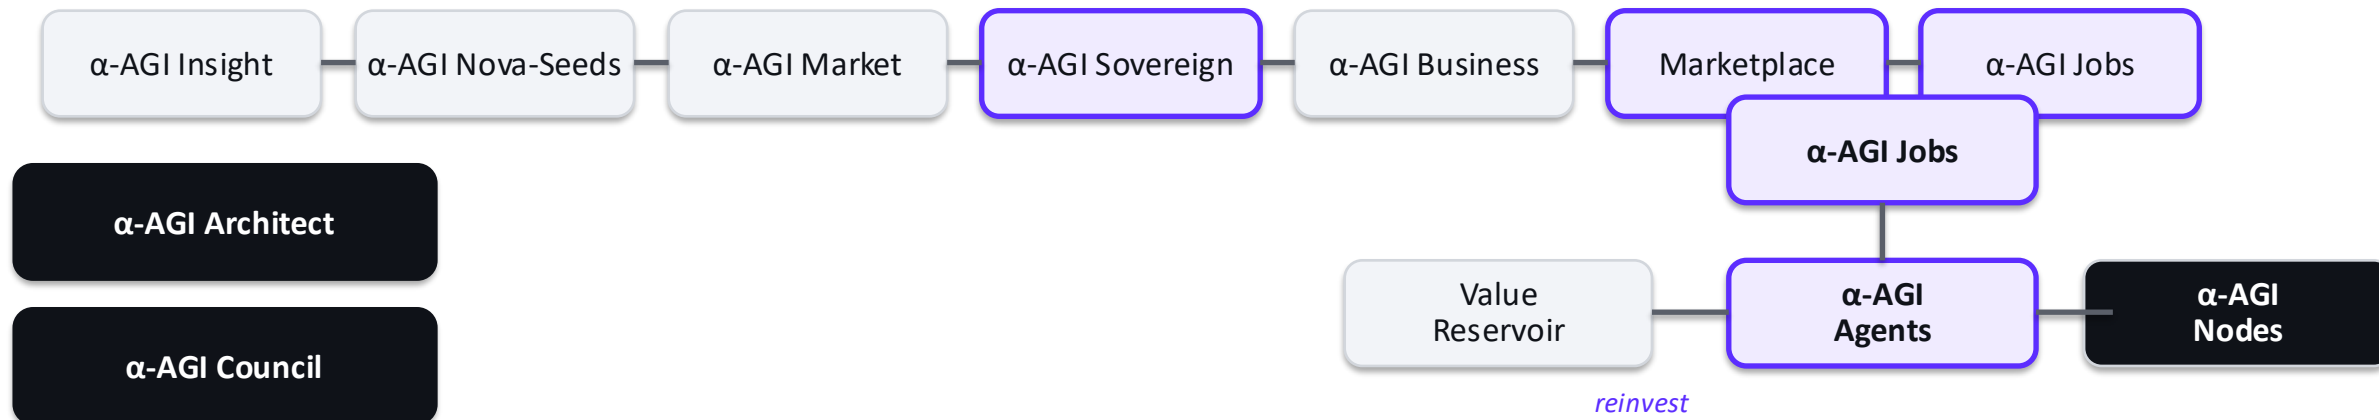 α-AGI Insight
α-AGI Nova-Seeds
α-AGI Market
α-AGI Sovereign
α-AGI Business
Marketplace
α-AGI Jobs
α-AGI Jobs
α-AGI Architect
α-AGI Council
Value
Reservoir
α-AGI
Agents
α-AGI
Nodes
reinvest